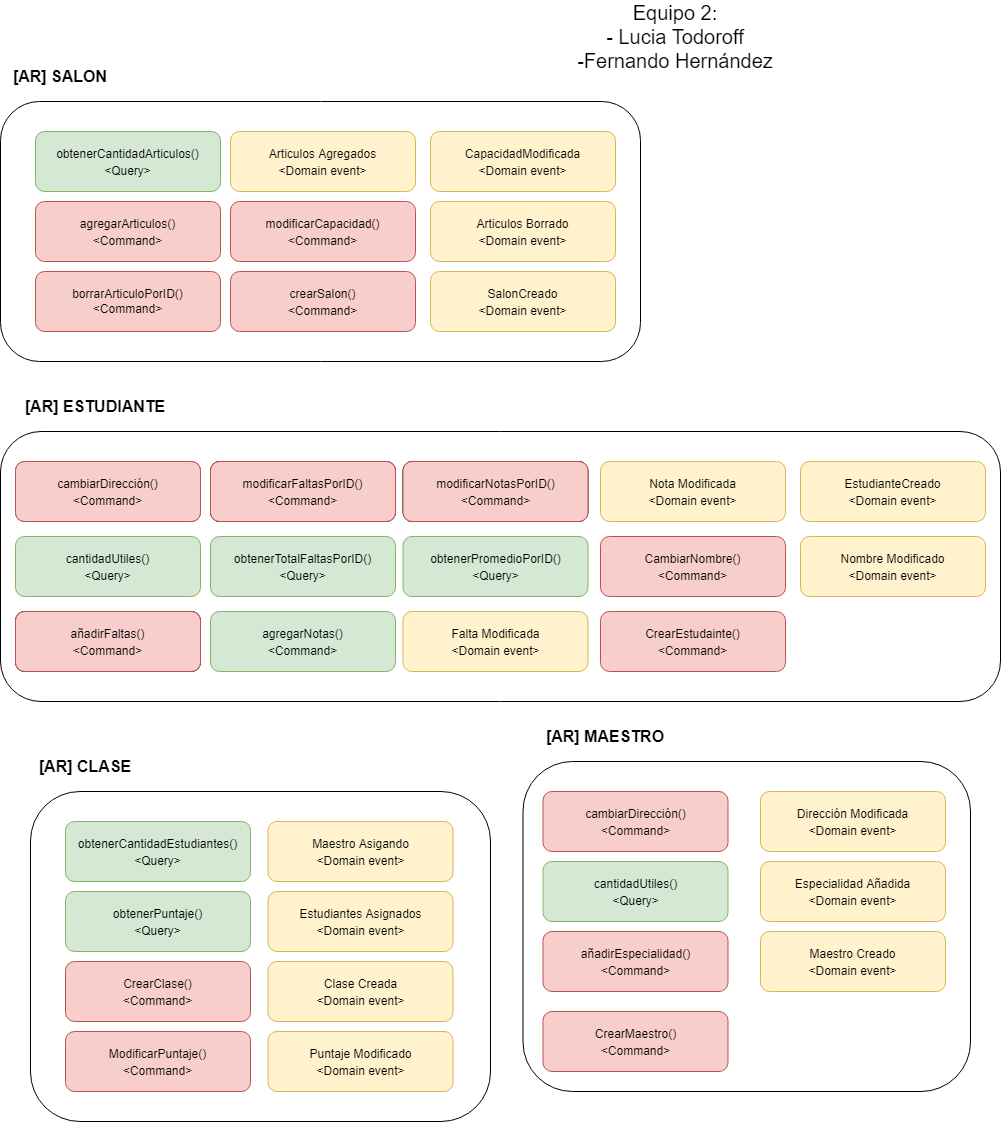 Equipo 2:
- Lucia Todoroff
-Fernando Hernández
[AR] SALON
obtenerCantidadArticulos()
<Query>
Articulos Agregados
<Domain event>
CapacidadModificada
<Domain event>
agregarArticulos()
<Command>
modificarCapacidad()
<Command>
Articulos Borrado
<Domain event>
borrarArticuloPorID()
<Command>
crearSalon()
<Command>
SalonCreado
<Domain event>
[AR] ESTUDIANTE
cambiarDirección()
<Command>
modificarFaltasPorID()
<Command>
modificarNotasPorID()
<Command>
Nota Modificada
<Domain event>
EstudianteCreado
<Domain event>
cantidadUtiles()
<Query>
obtenerTotalFaltasPorID()
<Query>
obtenerPromedioPorID()
<Query>
CambiarNombre()
<Command>
Nombre Modificado
<Domain event>
añadirFaltas()
<Command>
agregarNotas()
<Command>
Falta Modificada
<Domain event>
CrearEstudainte()
<Command>
[AR] CLASE
obtenerCantidadEstudiantes()
<Query>
Maestro Asigando
<Domain event>
obtenerPuntaje()
<Query>
Estudiantes Asignados
<Domain event>
CrearClase()
<Command>
Clase Creada
<Domain event>
ModificarPuntaje()
<Command>
Puntaje Modificado
<Domain event>
[AR] MAESTRO
cambiarDirección()
<Command>
Dirección Modificada
<Domain event>
cantidadUtiles()
<Query>
Especialidad Añadida
<Domain event>
añadirEspecialidad()
<Command>
Maestro Creado
<Domain event>
CrearMaestro()
<Command>